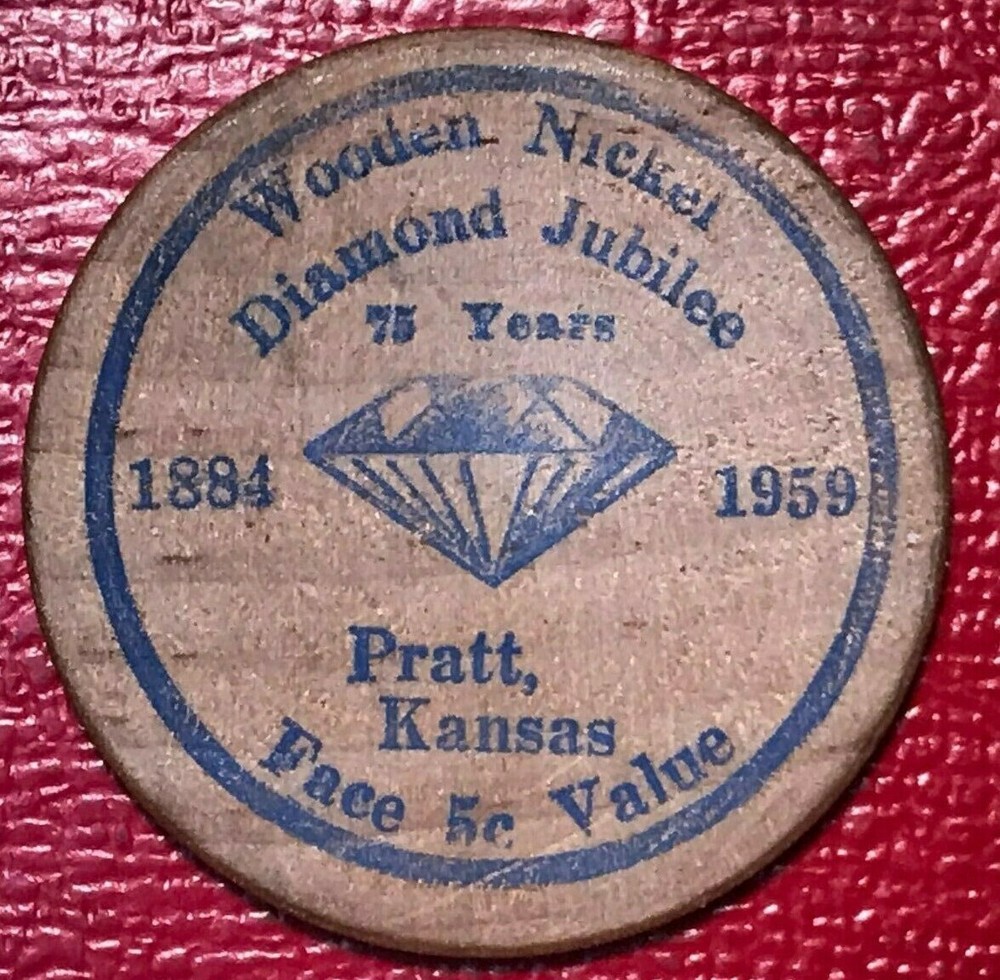 Wooden Nickel
Diamond Jubilee
75 Years
1884 1959
Pratt,
Kansas
Face 5c Value